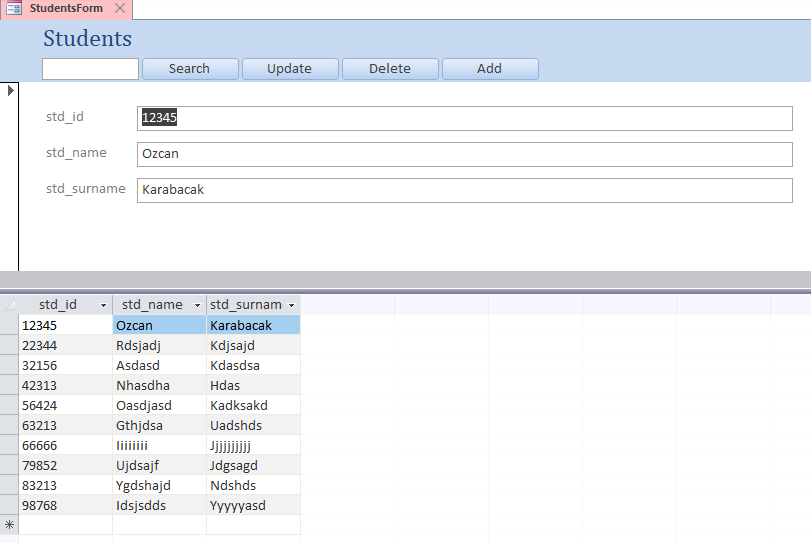 StudentsForm
Students
Search Update Delete Add
std_id 12345
std_name Ozcan
std_surname Karabacak
std_id std_name std_surnam
12345 Ozcan Karabacak
22344 Rdsjadj Kdjsajd
32156 Asdasd Kdasdsa
42313 Nhasdha Hdas
56424 Oasdjasd Kadksakd
63213 Gthjdsa Uadshds
66666 Iiiiiiii Jjjjjjjjjj
79852 Ujdsajf Jdgsagd
83213 Ygdshajd Ndshds
98768 Idsjsdds Yyyyyasd